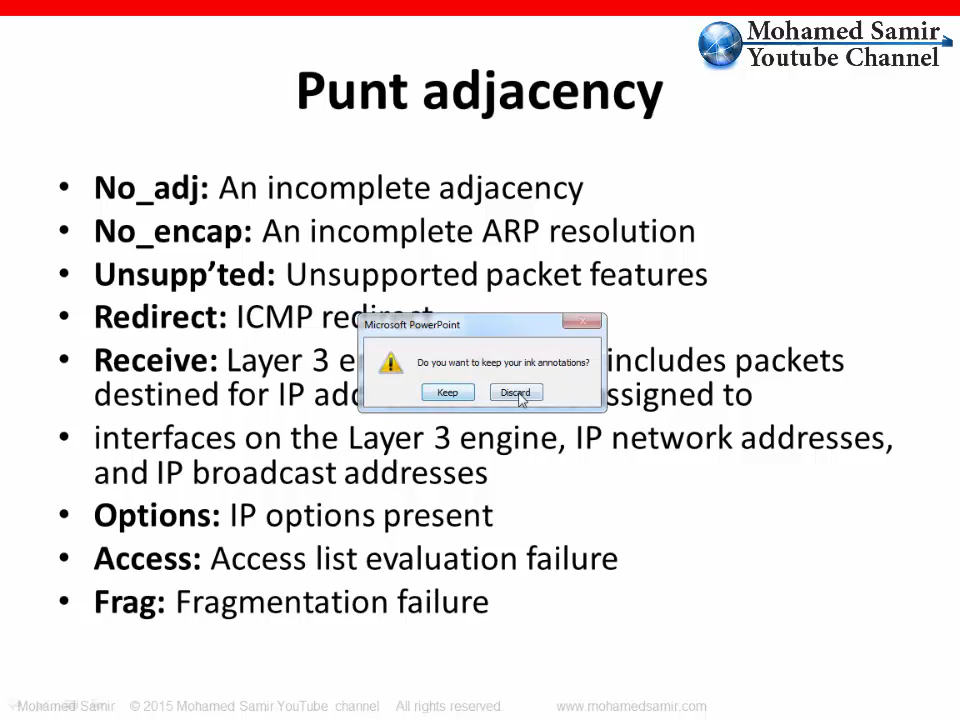 Mohamed Samir
Youtube Channel
Punt adjacency
• No_adj: An incomplete adjacency
• No_encap: An incomplete ARP resolution
• Unsupp’ted: Unsupported packet features
• Redirect: ICMP redirect
• Receive: Layer 3 includes packets
destined for IP assigned to
• interfaces on the Layer 3 engine, IP network addresses,
and IP broadcast addresses
• Options: IP options present
• Access: Access list evaluation failure
• Frag: Fragmentation failure
Microsoft PowerPoint
Do you want to keep your ink annotations?
Keep
Discard
Mohamed Samir © 2015 Mohamed Samir YouTube channel All rights reserved www.mohamedsamir.com